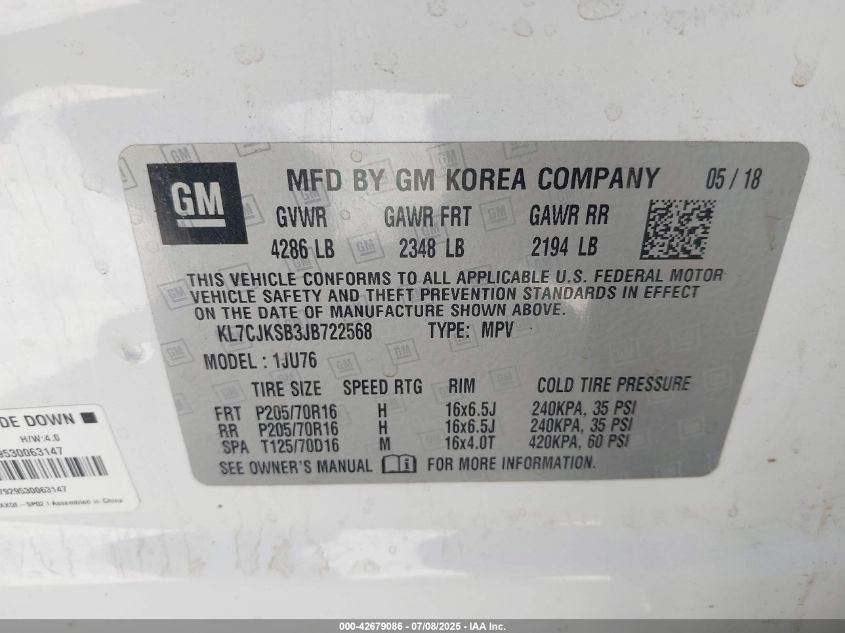 GM
MFD BY GM KOREA COMPANY 05 / 18
GVWR GAWR FRT GAWR RR
4286 LB 2348 LB 2194 LB
THIS VEHICLE CONFORMS TO ALL APPLICABLE U.S. FEDERAL MOTOR
VEHICLE SAFETY AND THEFT PREVENTION STANDARDS IN EFFECT
ON THE DATE OF MANUFACTURE SHOWN ABOVE.
KL7CJKSB3JB722568 TYPE: MPV
MODEL : 1JU76
TIRE SIZE SPEED RTG RIM COLD TIRE PRESSURE
FRT P205/70R16 H 16x6.5J 240KPA, 35 PSI
RR P205/70R16 H 16x6.5J 240KPA, 35 PSI
SPA T125/70D16 M 16x4.0T 420KPA, 60 PSI
SEE OWNER'S MANUAL FOR MORE INFORMATION.
DE DOWN
H/W:4.0
9530063147
7929530063147
Assembled in China
000-42679086 - 07/08/2025 - IAA Inc.